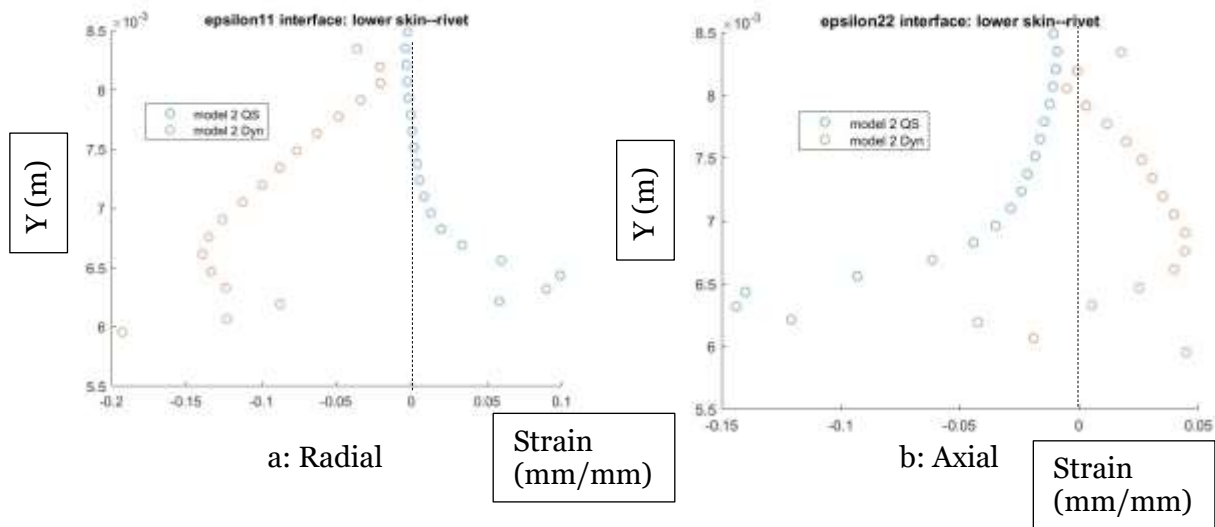 epsilon11 interface: lower skin--rivet
×10⁻³
8.5
8
7.5
7
6.5
6
5.5
model 2 QS
model 2 Dyn
Y (m)
-0.2
-0.15
-0.1
-0.05
0
0.05
0.1
Strain
(mm/mm)
a: Radial
epsilon22 interface: lower skin--rivet
×10⁻³
8.5
8
7.5
7
6.5
6
5.5
model 2 QS
model 2 Dyn
Y (m)
-0.15
-0.1
-0.05
0
0.05
Strain
(mm/mm)
b: Axial